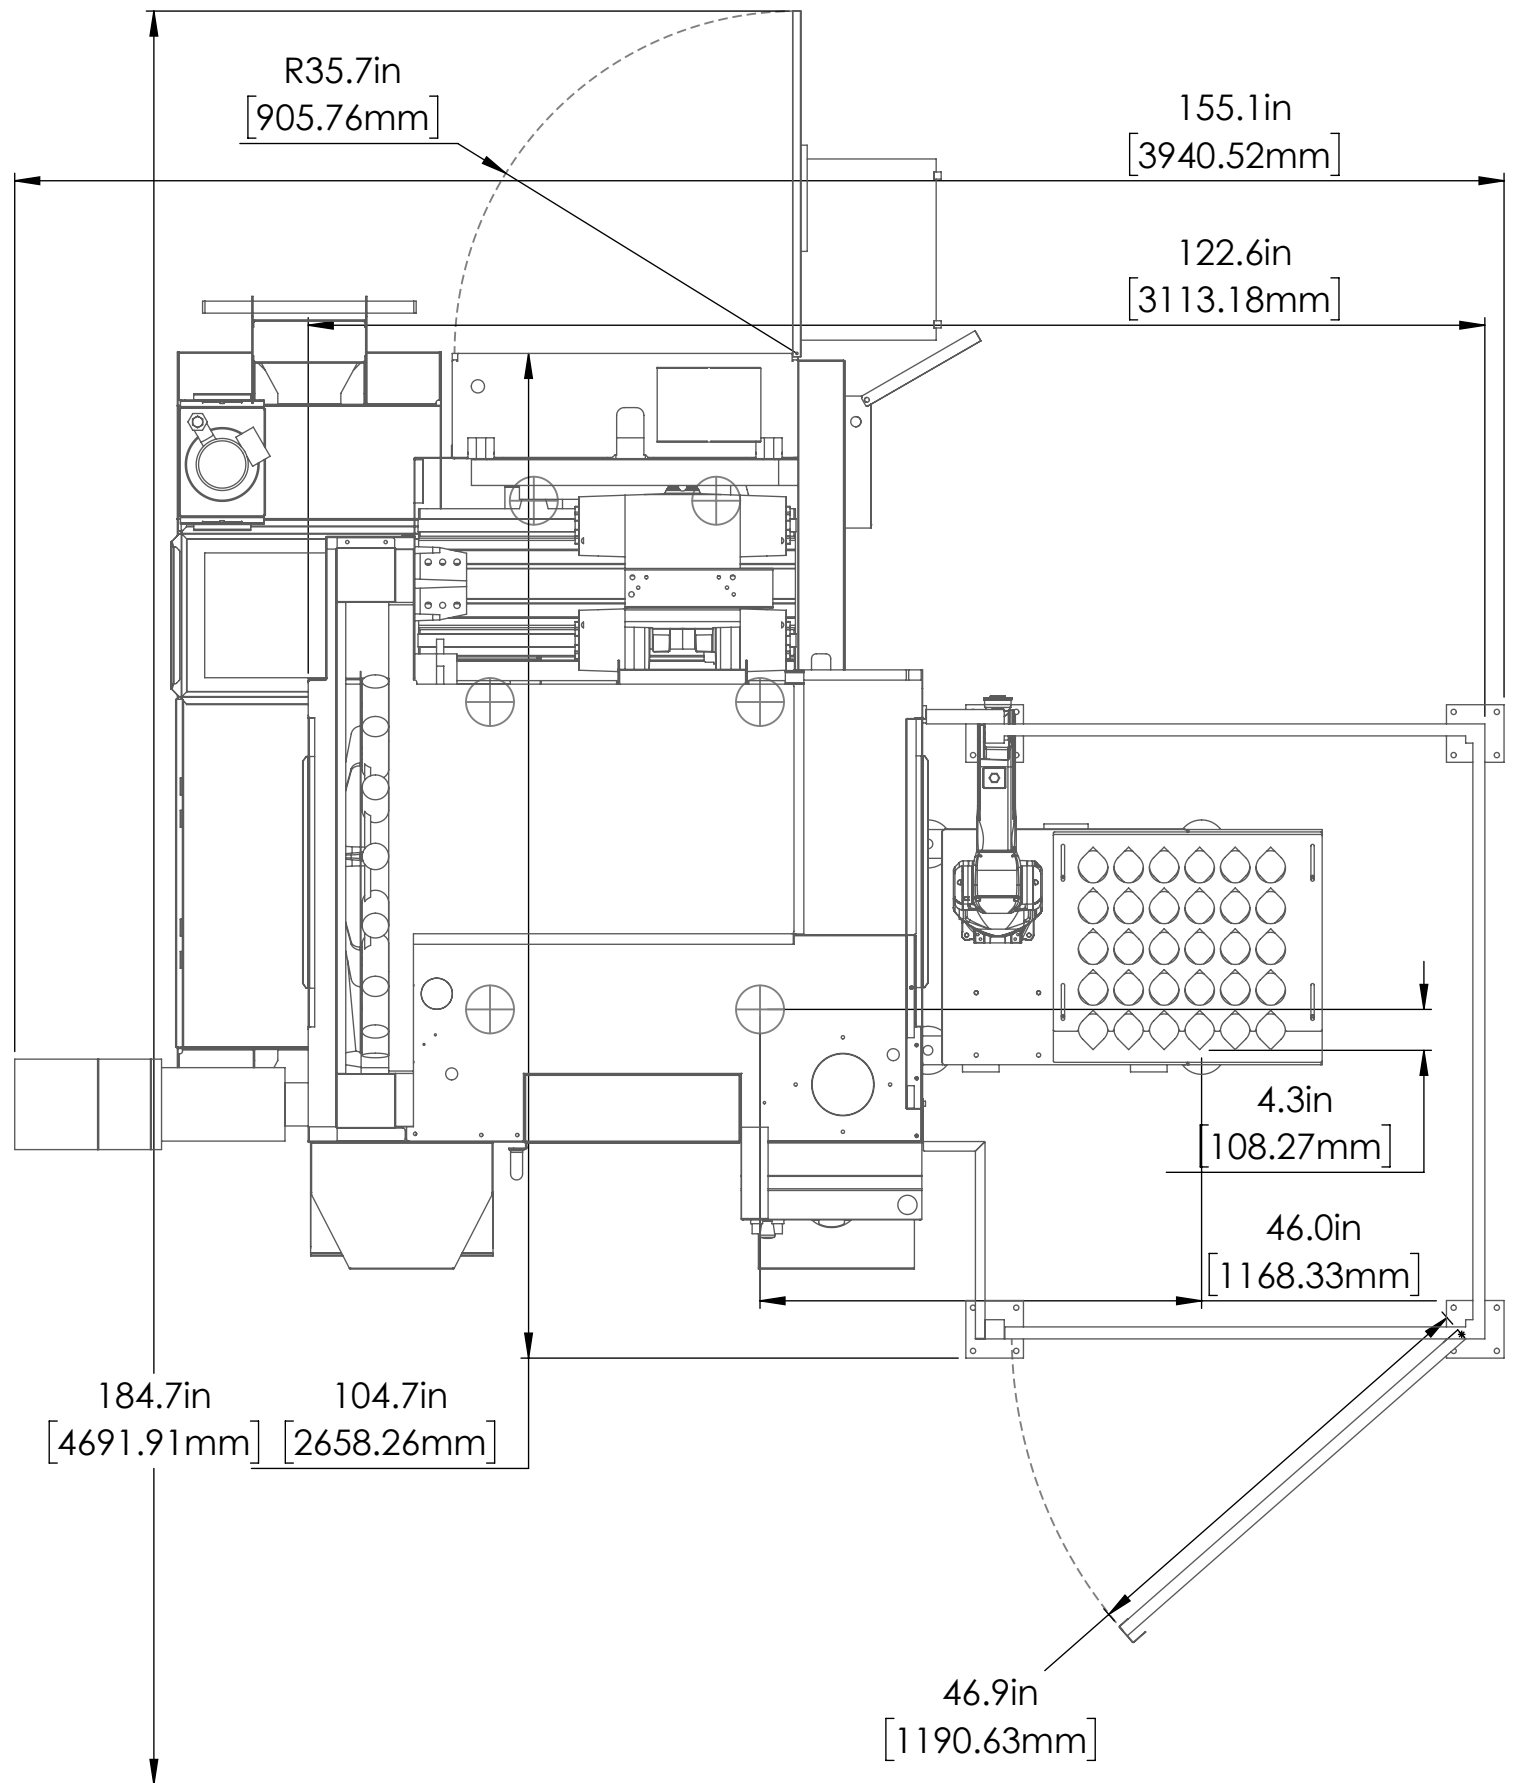 R35.7in
[905.76mm]
155.1in
[3940.52mm]
122.6in
[3113.18mm]
4.3in
[108.27mm]
46.0in
[1168.33mm]
184.7in
[4691.91mm]
104.7in
[2658.26mm]
46.9in
[1190.63mm]